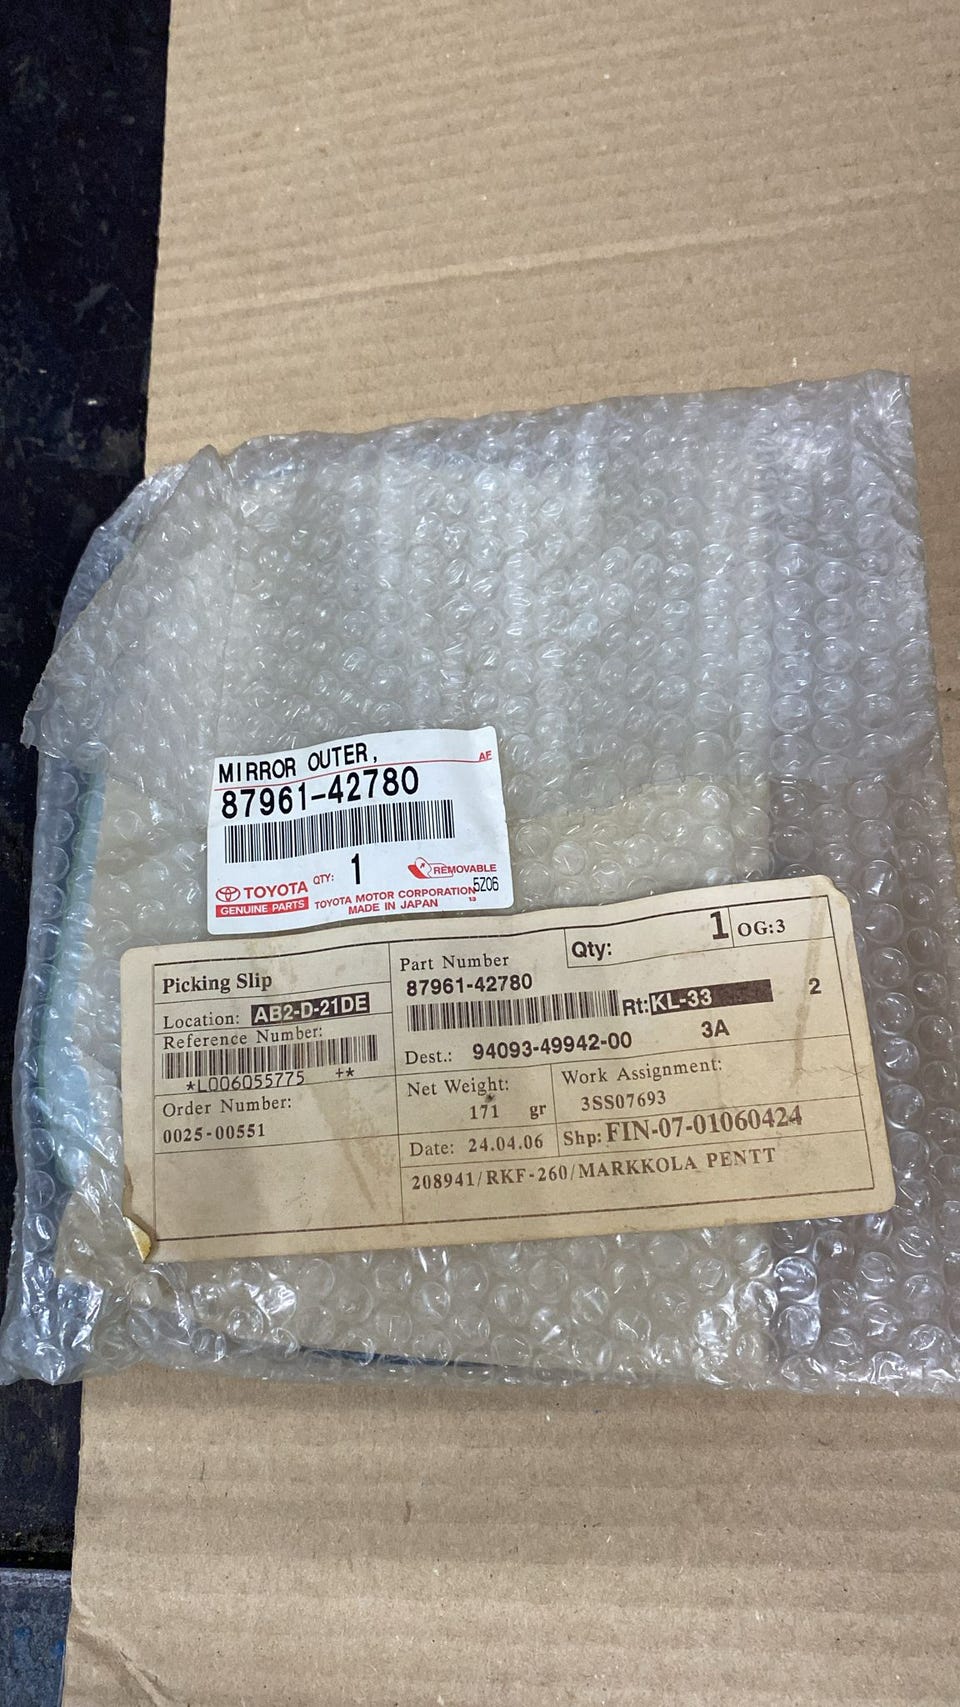 MIRROR OUTER,
AF
87961-42780
QTY: 1
REMOVABLE
5Z06
TOYOTA
GENUINE PARTS
TOYOTA MOTOR CORPORATION
13
MADE IN JAPAN
Picking Slip
Location: AB2-D-21DE
Reference Number:
*L006055775 +*
Order Number:
0025-00551
Part Number
87961-42780
Qty: 1
OG:3
Rt:KL-33
2
3A
Dest.: 94093-49942-00
Net Weight:
171 gr
Work Assignment:
3SS07693
Date: 24.04.06
Shp: FIN-07-01060424
208941/RKF-260/MARKKOLA PENTT